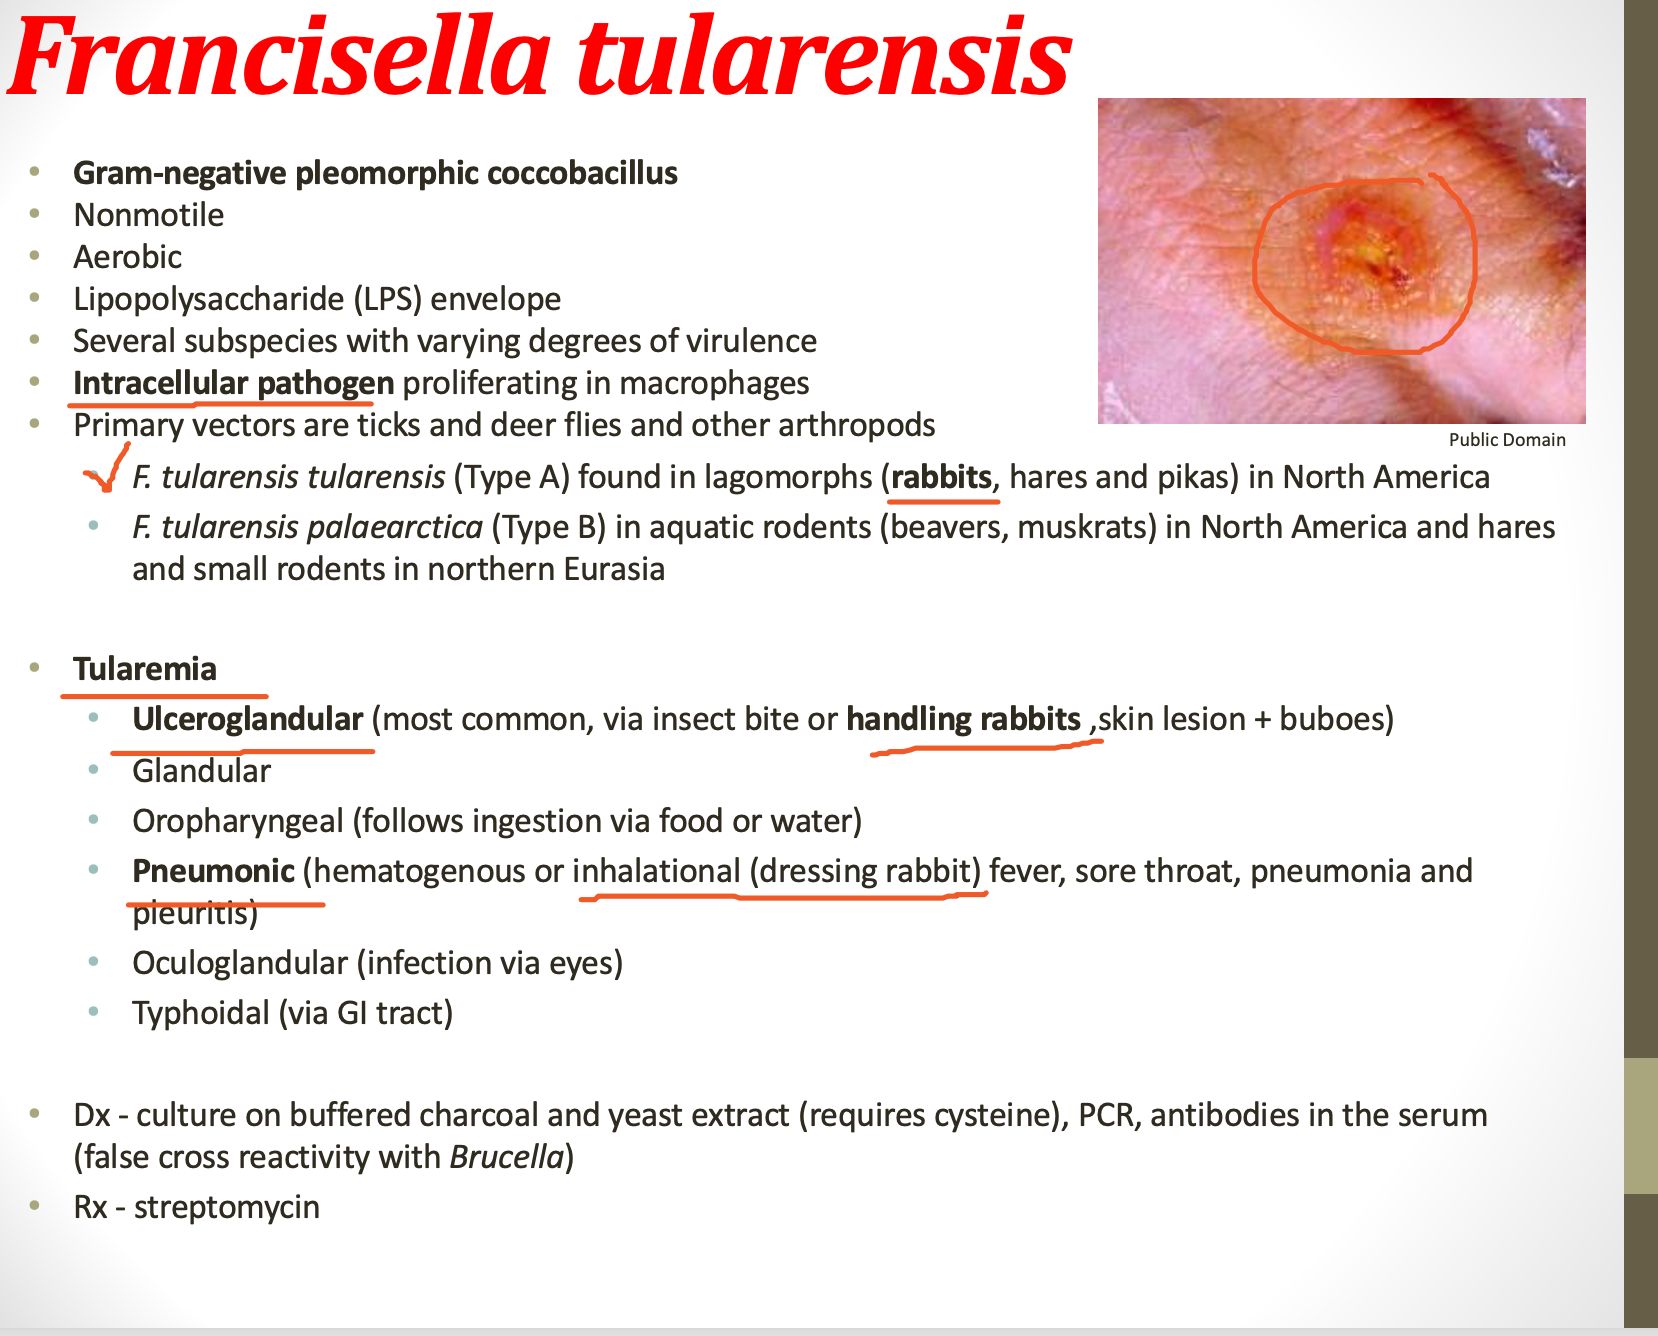 Francisella tularensis
• Gram-negative pleomorphic coccobacillus
• Nonmotile
• Aerobic
• Lipopolysaccharide (LPS) envelope
• Several subspecies with varying degrees of virulence
• Intracellular pathogen proliferating in macrophages
• Primary vectors are ticks and deer flies and other arthropods
Public Domain
• F. tularensis tularensis (Type A) found in lagomorphs (rabbits, hares and pikas) in North America
• F. tularensis palaearctica (Type B) in aquatic rodents (beavers, muskrats) in North America and hares
and small rodents in northern Eurasia
• Tularemia
• Ulceroglandular (most common, via insect bite or handling rabbits ,skin lesion + buboes)
• Glandular
• Oropharyngeal (follows ingestion via food or water)
• Pneumonic (hematogenous or inhalational (dressing rabbit) fever, sore throat, pneumonia and
pleuritis)
• Oculoglandular (infection via eyes)
• Typhoidal (via GI tract)
• Dx - culture on buffered charcoal and yeast extract (requires cysteine), PCR, antibodies in the serum
(false cross reactivity with Brucella)
• Rx - streptomycin